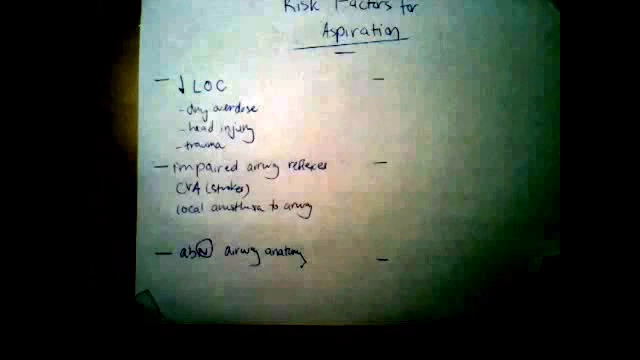 Risk Factors for
Aspiration
- ↓ LOC
- drug overdose
- head injury
- trauma
- impaired airway reflexes
CVA (stroke)
local anesthesia to airway
- abN airway anatomy
-
-
-